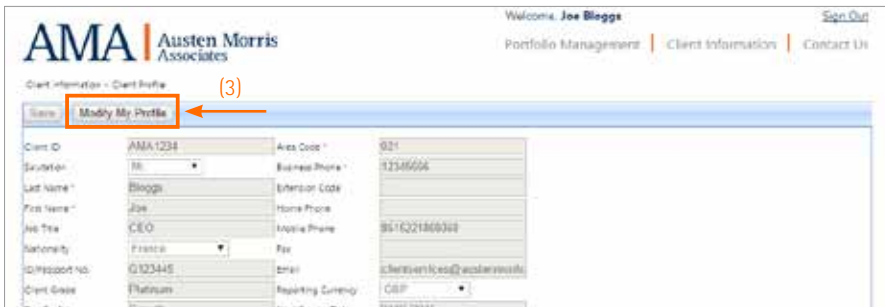 Welcome, Joe Bloggs Sign Out
AMA Austen Morris Associates
Portfolio Management Client Information Contact Us
Client Information - Client Profile
(3)
Save Modify My Profile
Client ID AMA1234 Area Code * 021
Salutation Mr. Business Phone * 12345606
Last Name * Bloggs Extension Code
First Name * Joe Home Phone
Job Title CEO Mobile Phone
Nationality France Fax
ID/Passport No. G123445 Email
Client Grade Platinum Reporting Currency GBP